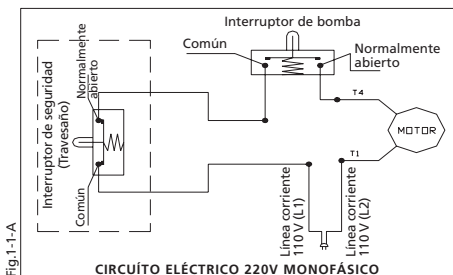 Interruptor de bomba
Común
Normalmente
abierto
Interruptor de seguridad
(Travesaño)
Normalmente
abierto
Común
T4
MOTOR
T1
Línea corriente
110 V (L1)
Línea corriente
110 V (L2)
Fig.1-1-A
CIRCUÍTO ELÉCTRICO 220V MONOFÁSICO